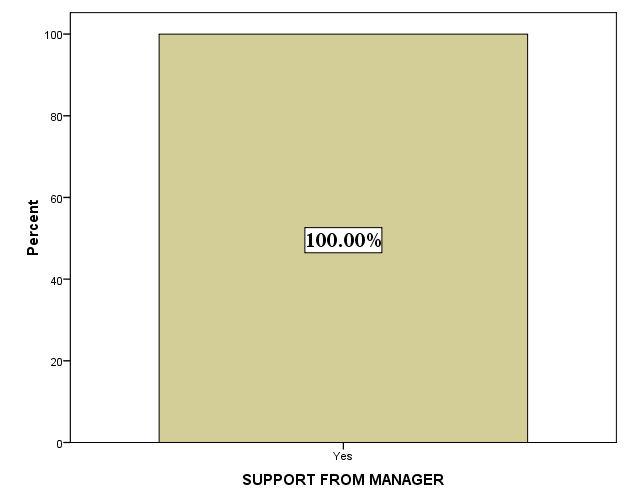 100
80
60
40
20
0
Percent
100.00%
Yes
SUPPORT FROM MANAGER